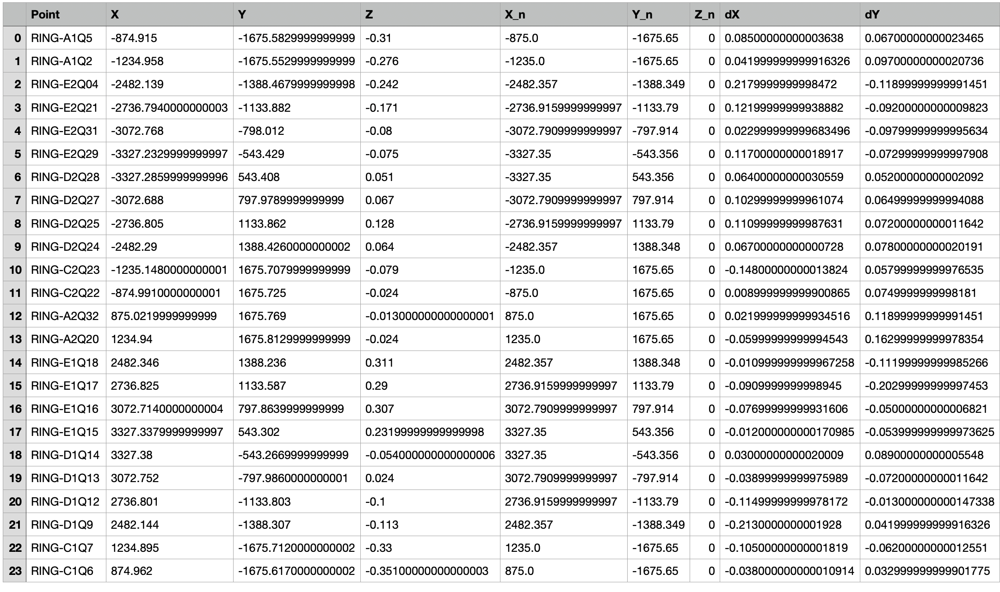 Point X Y Z X_n Y_n Z_n dX dY
0 RING-A1Q5 -874.915 -1675.5829999999999 -0.31 -875.0 -1675.65 0 0.08500000000003638 0.06700000000023465
1 RING-A1Q2 -1234.958 -1675.5529999999999 -0.276 -1235.0 -1675.65 0 0.041999999999916326 0.09700000000020736
2 RING-E2Q04 -2482.139 -1388.4679999999998 -0.242 -2482.357 -1388.349 0 0.2179999999998472 -0.118999999999991451
3 RING-E2Q21 -2736.7940000000003 -1133.882 -0.171 -2736.9159999999997 -1133.79 0 0.12199999999938882 -0.09200000000009823
4 RING-E2Q31 -3072.768 -798.012 -0.08 -3072.7909999999997 -797.914 0 0.022999999999683496 -0.09799999999995634
5 RING-E2Q29 -3327.2329999999997 -543.429 -0.075 -3327.35 -543.356 0 0.11700000000018917 -0.07299999999997908
6 RING-D2Q28 -3327.2859999999996 543.408 0.051 -3327.35 543.356 0 0.06400000000030559 0.05200000000002092
7 RING-D2Q27 -3072.688 797.9789999999999 0.067 -3072.7909999999997 797.914 0 0.10299999999961074 0.06499999999994088
8 RING-D2Q25 -2736.805 1133.862 0.128 -2736.9159999999997 1133.79 0 0.11099999999987631 0.07200000000011642
9 RING-D2Q24 -2482.29 1388.4260000000002 0.064 -2482.357 1388.348 0 0.06700000000000728 0.07800000000020191
10 RING-C2Q23 -1235.1480000000001 1675.7079999999999 -0.079 -1235.0 1675.65 0 -0.14800000000013824 0.05799999999976535
11 RING-C2Q22 -874.9910000000001 1675.725 -0.024 -875.0 1675.65 0 0.008999999999900865 0.0749999999998181
12 RING-A2Q32 875.0219999999999 1675.769 -0.013000000000000001 875.0 1675.65 0 0.021999999999934516 0.118999999999991451
13 RING-A2Q20 1234.94 1675.8129999999999 -0.024 1235.0 1675.65 0 -0.05999999999994543 0.16299999999978354
14 RING-E1Q18 2482.346 1388.236 0.311 2482.357 1388.348 0 -0.010999999999967258 -0.11199999999985266
15 RING-E1Q17 2736.825 1133.587 0.29 2736.9159999999997 1133.79 0 -0.0909999999998945 -0.20299999999997453
16 RING-E1Q16 3072.7140000000004 797.8639999999999 0.307 3072.7909999999997 797.914 0 -0.07699999999931606 -0.05000000000006821
17 RING-E1Q15 3327.3379999999997 543.302 0.23199999999999998 3327.35 543.356 0 -0.012000000000170985 -0.053999999999973625
18 RING-D1Q14 3327.38 -543.2669999999999 -0.054000000000000006 3327.35 -543.356 0 0.03000000000020009 0.08900000000005548
19 RING-D1Q13 3072.752 -797.9860000000001 0.024 3072.7909999999997 -797.914 0 -0.03899999999975989 -0.07200000000011642
20 RING-D1Q12 2736.801 -1133.803 -0.1 2736.9159999999997 -1133.79 0 -0.11499999999978172 -0.013000000000147338
21 RING-D1Q9 2482.144 -1388.307 -0.113 2482.357 -1388.349 0 -0.2130000000001928 0.041999999999916326
22 RING-C1Q7 1234.895 -1675.7120000000002 -0.33 1235.0 -1675.65 0 -0.10500000000001819 -0.06200000000012551
23 RING-C1Q6 874.962 -1675.6170000000002 -0.35100000000000003 875.0 -1675.65 0 -0.038000000000010914 0.032999999999901775